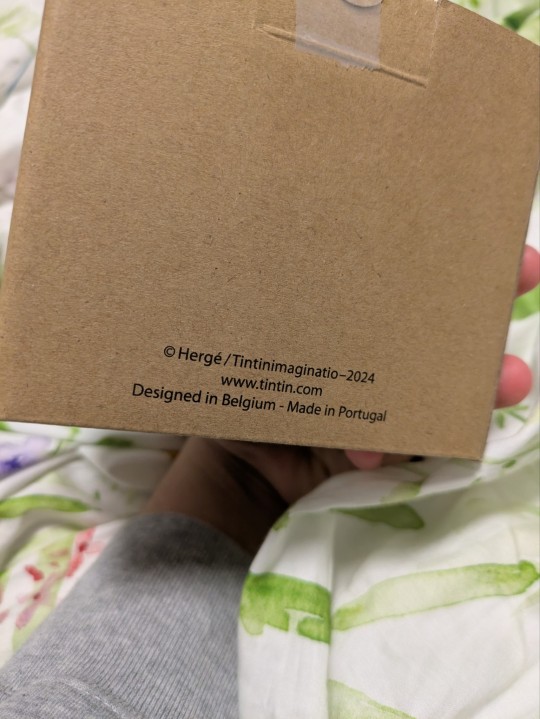 © Hergé / Tintinimaginatio–2024
www.tintin.com
Designed in Belgium - Made in Portugal